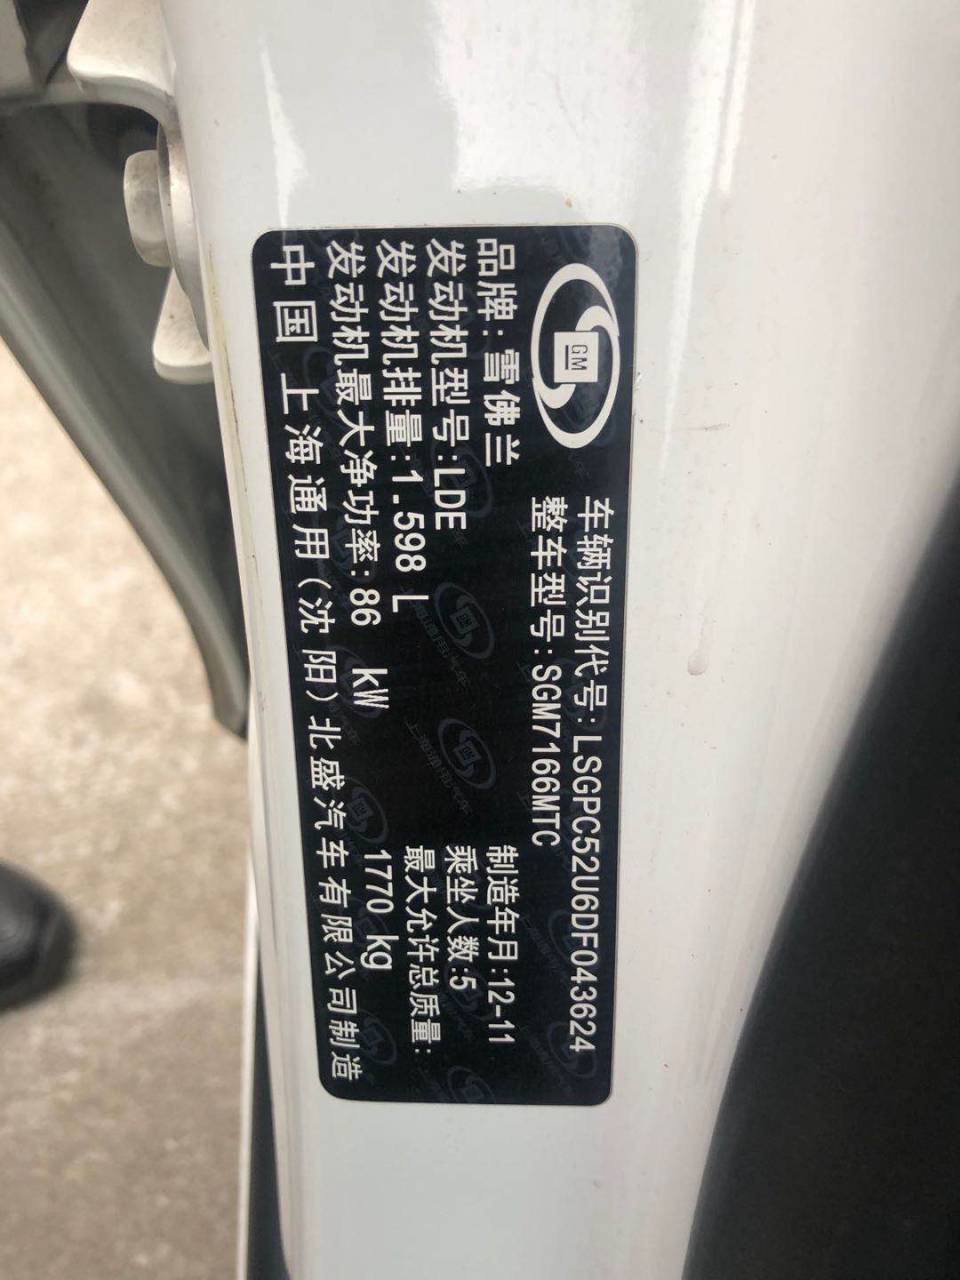 GM
车辆识别代号:LSGPC52U6DF043624
整车型号:SGM7166MTC
品牌:雪佛兰
制造年月:12-11
发动机型号:LDE
乘坐人数:5
发动机排量:1.598 L
最大允许总质量:
发动机最大净功率:86 kW
1770 kg
中国 上海通用(沈阳)北盛汽车有限公司制造